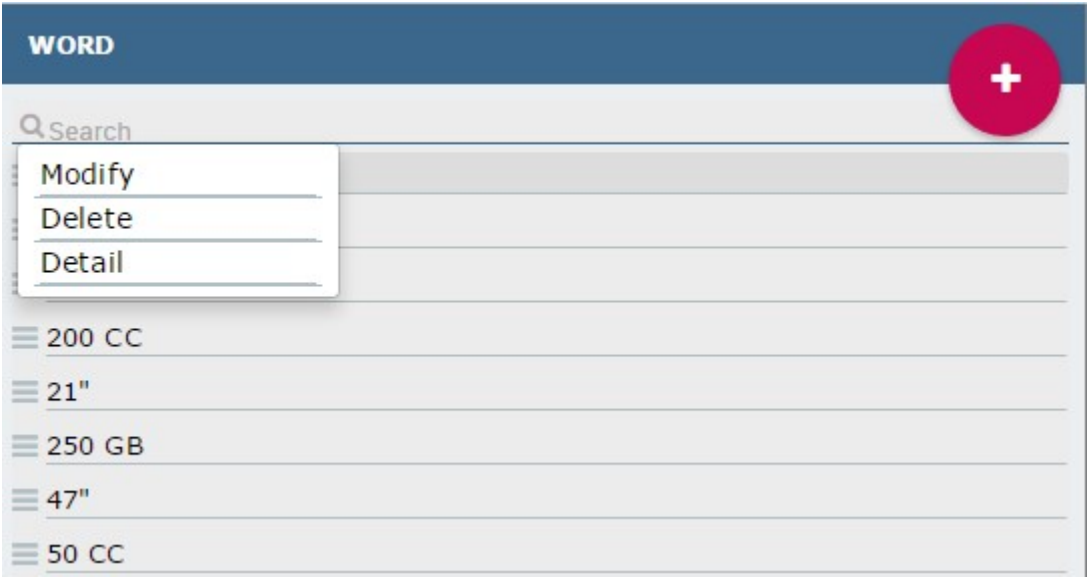 WORD
Search
Modify
Delete
Detail
200 CC
21"
250 GB
47"
50 CC